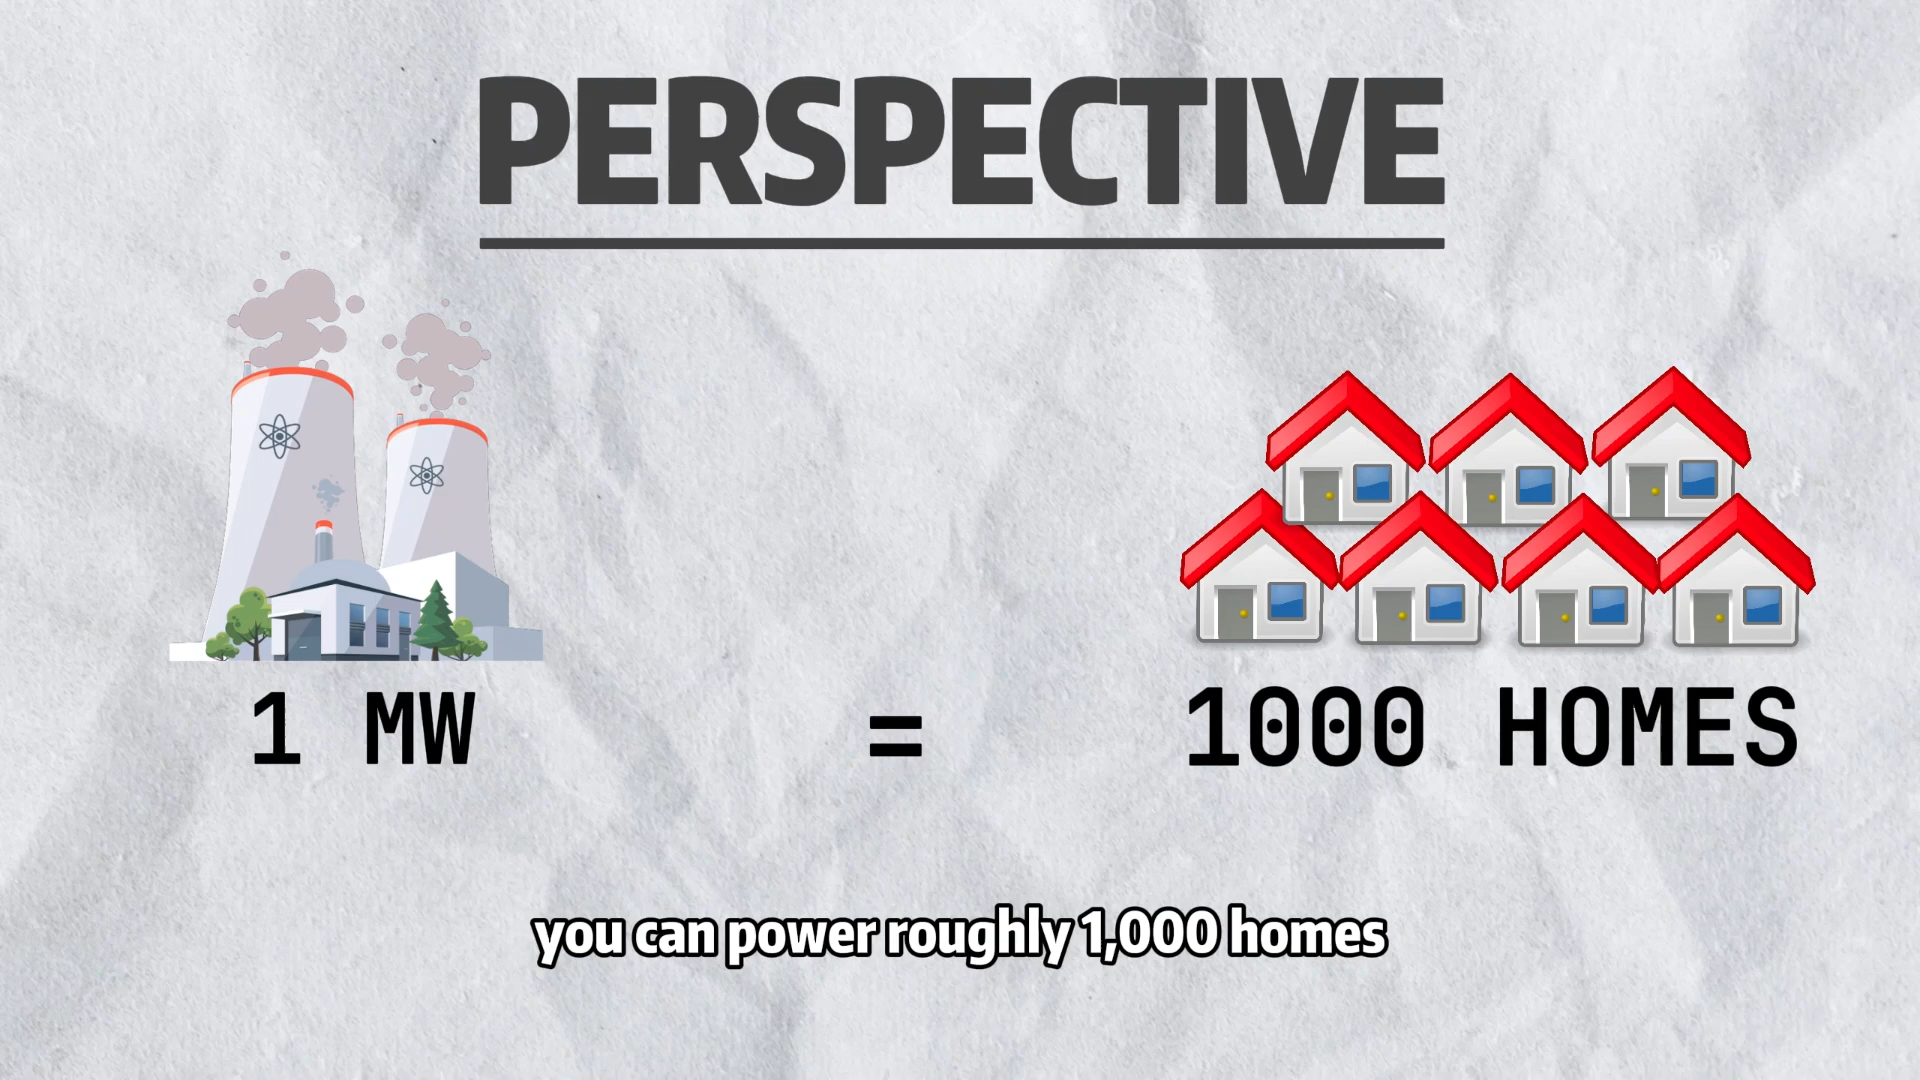 PERSPECTIVE
1 MW = 1000 HOMES
you can power roughly 1,000 homes